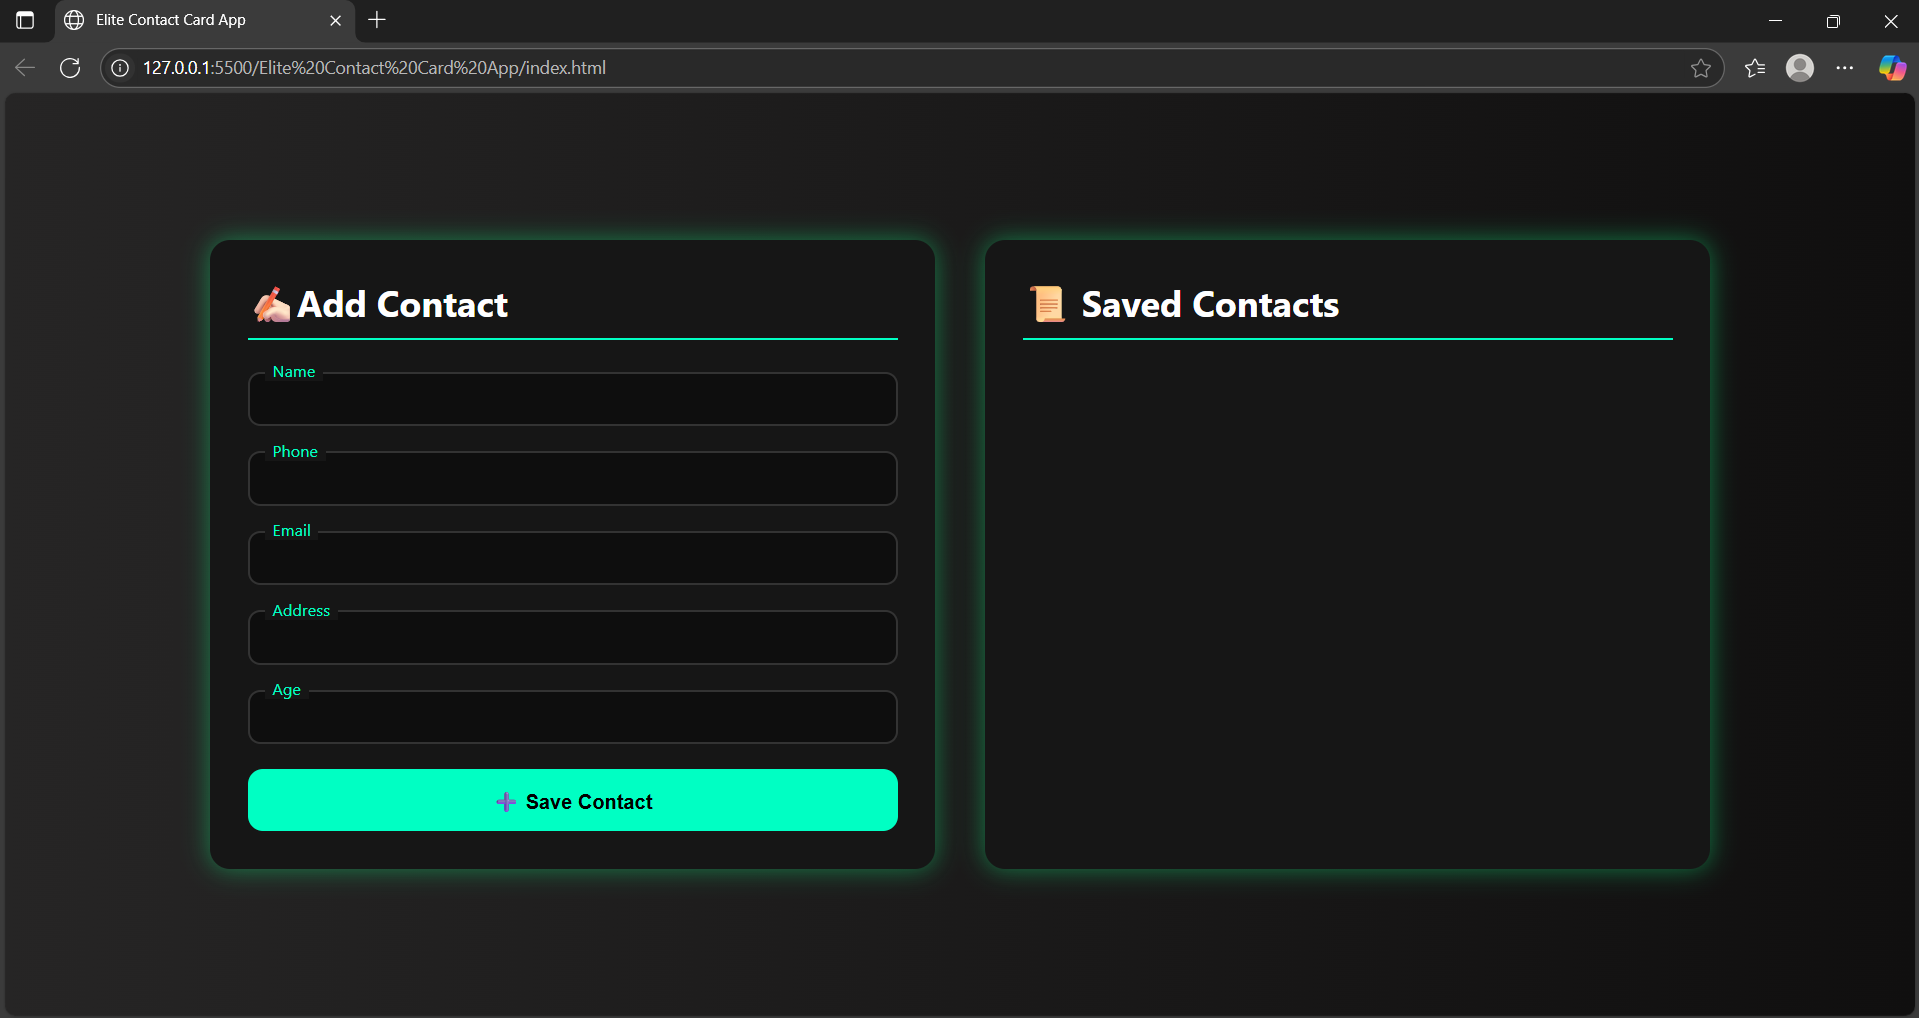 Elite Contact Card App
127.0.0.1:5500/Elite%20Contact%20Card%20App/index.html
✍🏻Add Contact
Name
Phone
Email
Address
Age
➕ Save Contact
📜 Saved Contacts